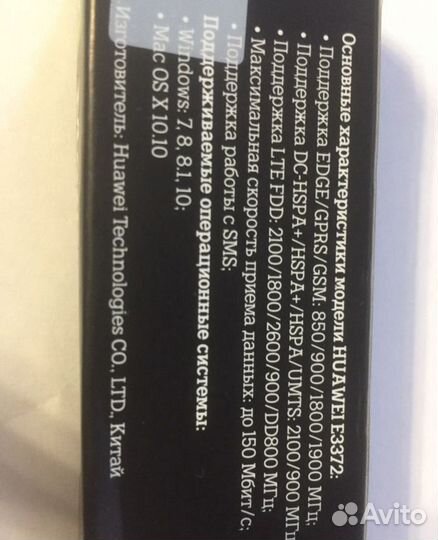 Основные характеристики модели HUAWEI E3372:
• Поддержка EDGE/GPRS/GSM: 850/900/1800/1900 МГц;
• Поддержка DC-HSPA+/HSPA+/HSPA/UMTS: 2100/900 МГц
• Поддержка LTE FDD: 2100/1800/2600/900/DD800 МГц;
• Максимальная скорость приема данных: до 150 Мбит/с;
• Поддержка работы с SMS;
Поддерживаемые операционные системы:
• Windows: 7, 8, 8.1, 10;
• Mac OS X 10.10
Изготовитель: Huawei Technologies CO., LTD., Китай
Avito